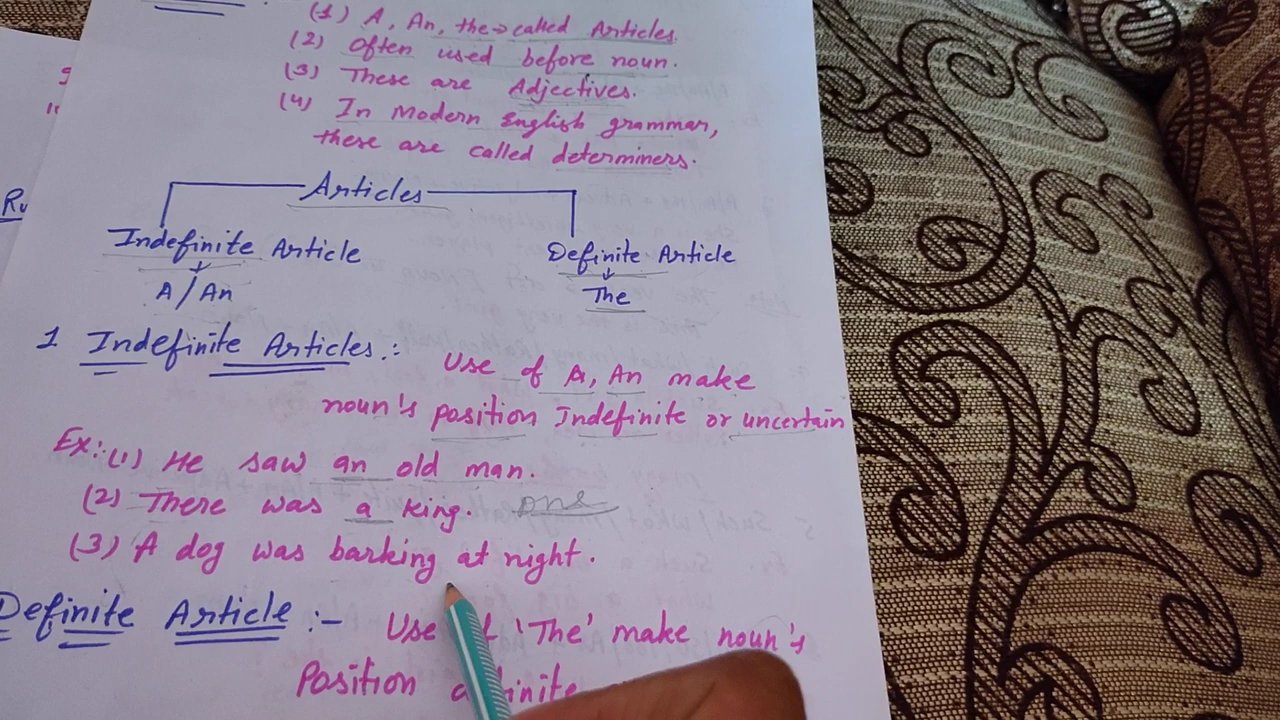 (1) A, An, the → called Articles.
(2) Often used before noun.
(3) These are Adjectives.
(4) In Modern English grammar,
these are called determiners.
Articles
Indefinite Article
Definite Article
A/An
The
1 Indefinite Articles :-
Use of A, An make
noun's position Indefinite or uncertain
Ex:- (1) He saw an old man.
(2) There was a king. one
(3) A dog was barking at night.
Definite Article :- Use 'The' make noun's
Position